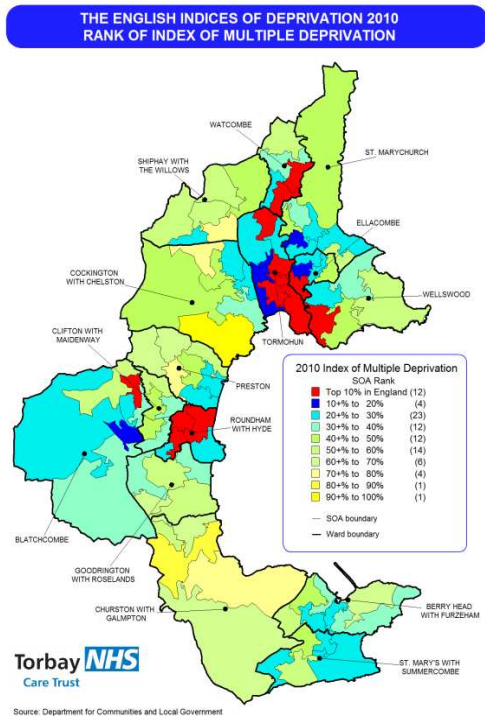 THE ENGLISH INDICES OF DEPRIVATION 2010
RANK OF INDEX OF MULTIPLE DEPRIVATION
WATCOMBE
ST. MARYCHURCH
SHIPHAY WITH
THE WILLOWS
ELLACOMBE
COCKINGTON
WITH CHELSTON
WELLSWOOD
CLIFTON WITH
MAIDENWAY
TORMOHUN
PRESTON
ROUNDHAM
WITH HYDE
2010 Index of Multiple Deprivation
SOA Rank
Top 10% in England (12)
10+% to 20% (4)
20+% to 30% (23)
30+% to 40% (12)
40+% to 50% (12)
50+% to 60% (14)
60+% to 70% (6)
70+% to 80% (4)
80+% to 90% (1)
90+% to 100% (1)
SOA boundary
Ward boundary
BLATCHCOMBE
GOODRINGTON
WITH ROSELANDS
CHURSTON WITH
GALMPTON
BERRY HEAD
WITH FURZEHAM
ST. MARY'S WITH
SUMMERCOMBE
Torbay NHS
Care Trust
Source: Department for Communities and Local Government